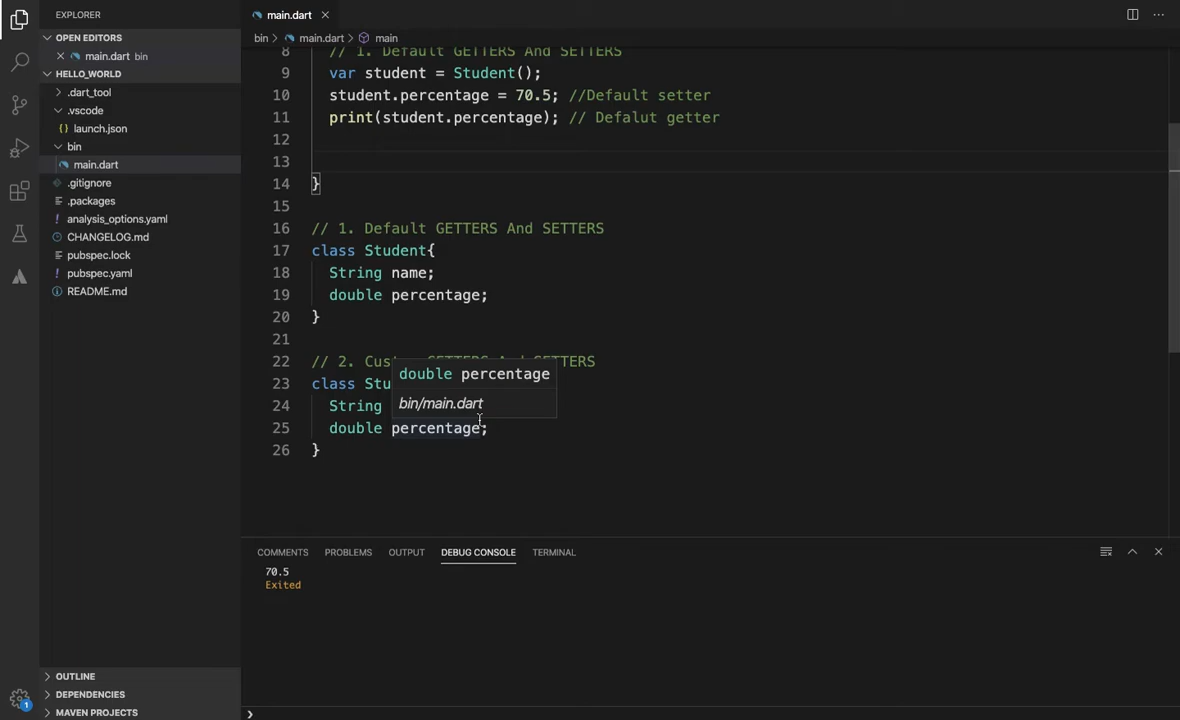 EXPLORER
OPEN EDITORS
main.dart bin
HELLO_WORLD
.dart_tool
.vscode
launch.json
bin
main.dart
.gitignore
.packages
analysis_options.yaml
CHANGELOG.md
pubspec.lock
pubspec.yaml
README.md
OUTLINE
DEPENDENCIES
MAVEN PROJECTS
1
main.dart
bin > main.dart > main
8 // 1. Default GETTERS And SETTERS
9 var student = Student();
10 student.percentage = 70.5; //Default setter
11 print(student.percentage); // Defalut getter
12
13
14 }
15
16 // 1. Default GETTERS And SETTERS
17 class Student{
18 String name;
19 double percentage;
20 }
21
22 // 2. Cus GETTERS And SETTERS
double percentage
23 class Stu
bin/main.dart
24 String
25 double percentage;
26 }
COMMENTS PROBLEMS OUTPUT DEBUG CONSOLE TERMINAL
70.5
Exited